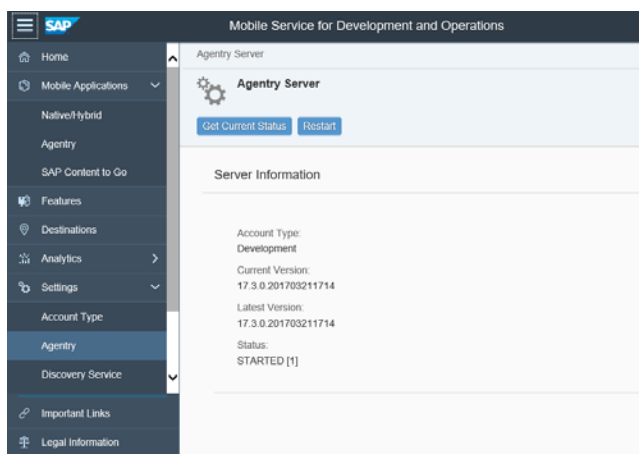 SAP
Mobile Service for Development and Operations
Home
Mobile Applications
Native/Hybrid
Agentry
SAP Content to Go
Features
Destinations
Analytics
Settings
Account Type
Agentry
Discovery Service
Important Links
Legal Information
Agentry Server
Agentry Server
Get Current Status
Restart
Server Information
Account Type:
Development
Current Version:
17.3.0.201703211714
Latest Version:
17.3.0.201703211714
Status:
STARTED [1]